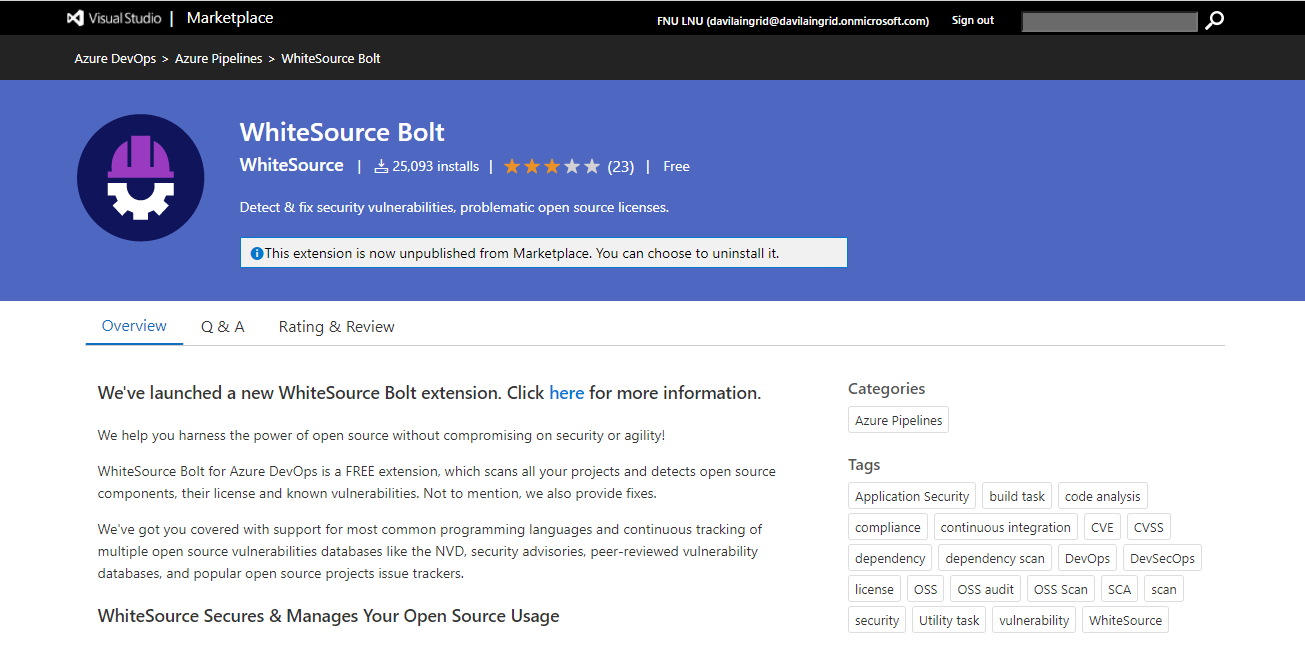 Visual Studio | Marketplace
FNU LNU (davilaingrid@davilaingrid.onmicrosoft.com) Sign out
Azure DevOps > Azure Pipelines > WhiteSource Bolt
WhiteSource Bolt
WhiteSource | 25,093 installs | (23) | Free
Detect & fix security vulnerabilities, problematic open source licenses.
This extension is now unpublished from Marketplace. You can choose to uninstall it.
Overview Q & A Rating & Review
We've launched a new WhiteSource Bolt extension. Click here for more information.
We help you harness the power of open source without compromising on security or agility!
WhiteSource Bolt for Azure DevOps is a FREE extension, which scans all your projects and detects open source
components, their license and known vulnerabilities. Not to mention, we also provide fixes.
We've got you covered with support for most common programming languages and continuous tracking of
multiple open source vulnerabilities databases like the NVD, security advisories, peer-reviewed vulnerability
databases, and popular open source projects issue trackers.
WhiteSource Secures & Manages Your Open Source Usage
Categories
Azure Pipelines
Tags
Application Security build task code analysis
compliance continuous integration CVE CVSS
dependency dependency scan DevOps DevSecOps
license OSS OSS audit OSS Scan SCA scan
security Utility task vulnerability WhiteSource